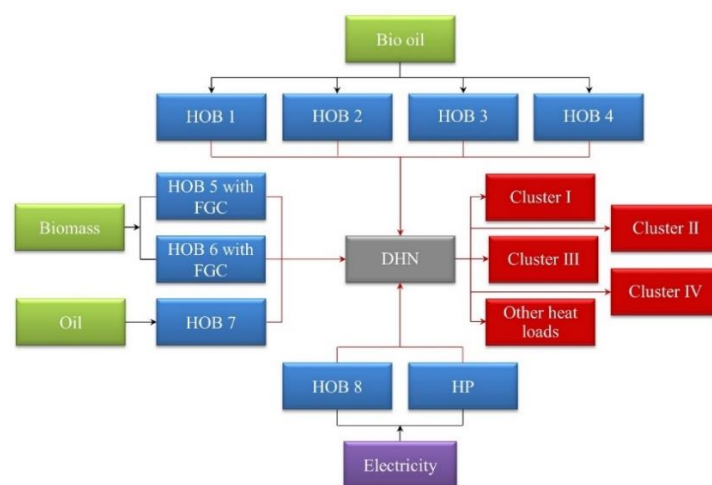 Bio oil
HOB 1
HOB 2
HOB 3
HOB 4
HOB 5 with
FGC
Biomass
HOB 6 with
FGC
Oil
HOB 7
DHN
Cluster I
Cluster II
Cluster III
Cluster IV
Other heat
loads
HOB 8
HP
Electricity